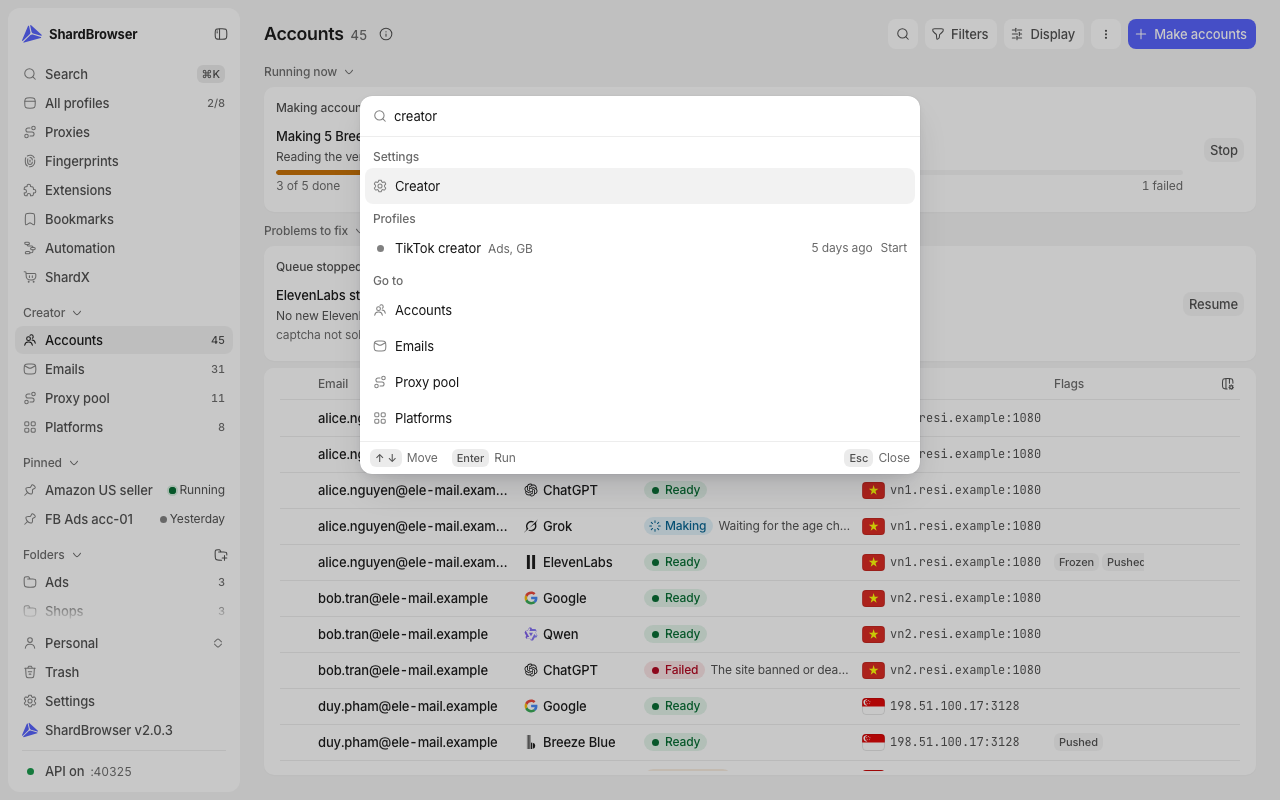 ShardBrowser
Search ⌘K
All profiles 2/8
Proxies
Fingerprints
Extensions
Bookmarks
Automation
ShardX
Creator
Accounts 45
Emails 31
Proxy pool 11
Platforms 8
Pinned
Amazon US seller Running
FB Ads acc-01 Yesterday
Folders
Ads 3
Shops 3
Personal
Trash
Settings
ShardBrowser v2.0.3
API on :40325
Accounts 45
Filters
Display
Make accounts
Running now
Making accoun
Making 5 Bree
Reading the ve
Stop
3 of 5 done 1 failed
Problems to fix
Queue stopped
ElevenLabs st
No new Eleven
captcha not sol
Resume
creator
Settings
Creator
Profiles
TikTok creator Ads, GB 5 days ago Start
Go to
Accounts
Emails
Proxy pool
Platforms
↑ ↓ Move Enter Run Esc Close
Email Flags
alice.ng resi.example:1080
alice.ng resi.example:1080
alice.nguyen@ele-mail.exam... ChatGPT Ready vn1.resi.example:1080
alice.nguyen@ele-mail.exam... Grok Making Waiting for the age ch... vn1.resi.example:1080
alice.nguyen@ele-mail.exam... ElevenLabs Ready vn1.resi.example:1080 Frozen Pushed
bob.tran@ele-mail.example Google Ready vn2.resi.example:1080
bob.tran@ele-mail.example Qwen Ready vn2.resi.example:1080
bob.tran@ele-mail.example ChatGPT Failed The site banned or dea... vn2.resi.example:1080
duy.pham@ele-mail.example Google Ready 198.51.100.17:3128
duy.pham@ele-mail.example Breeze Blue Ready 198.51.100.17:3128 Pushed